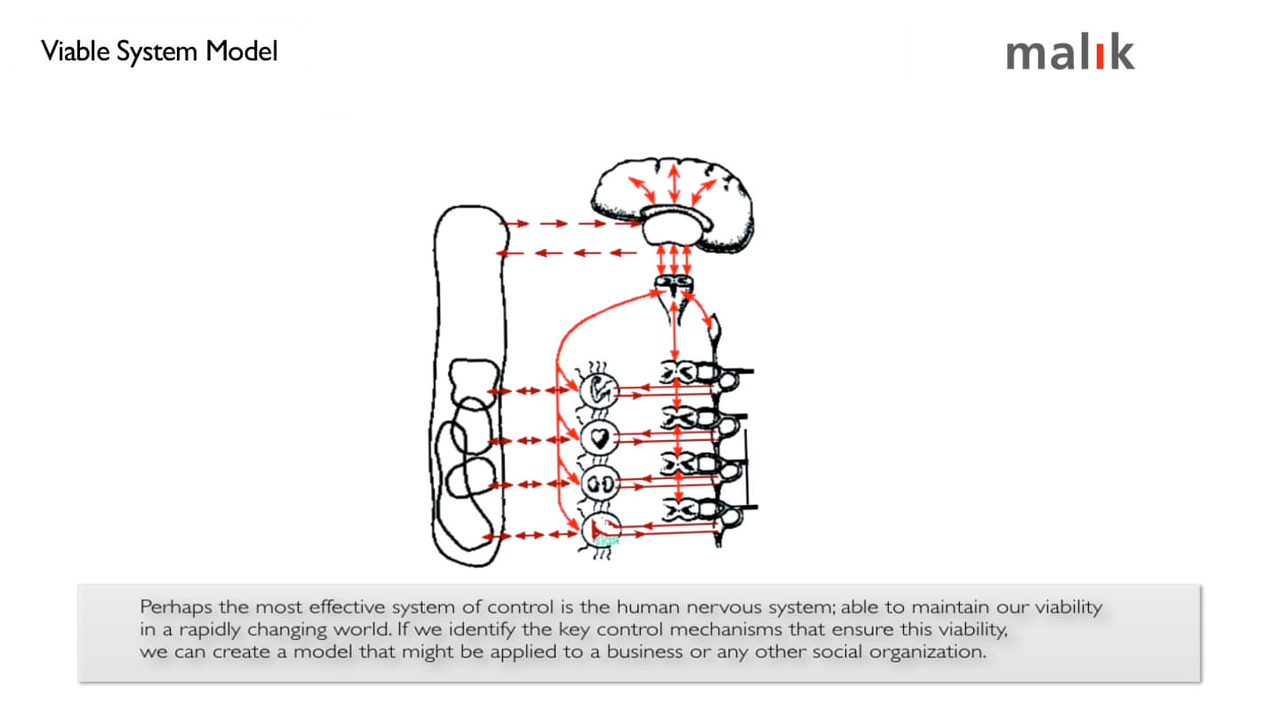 Viable System Model
malık
Perhaps the most effective system of control is the human nervous system; able to maintain our viability
in a rapidly changing world. If we identify the key control mechanisms that ensure this viability,
we can create a model that might be applied to a business or any other social organization.